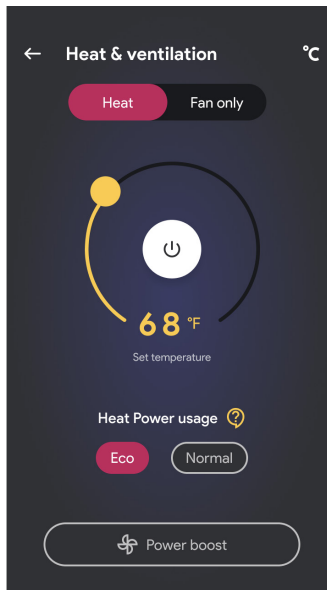 Heat & ventilation °C
Heat Fan only
68 °F
Set temperature
Heat Power usage ?
Eco Normal
Power boost